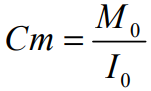 Cm = M₀ / I₀